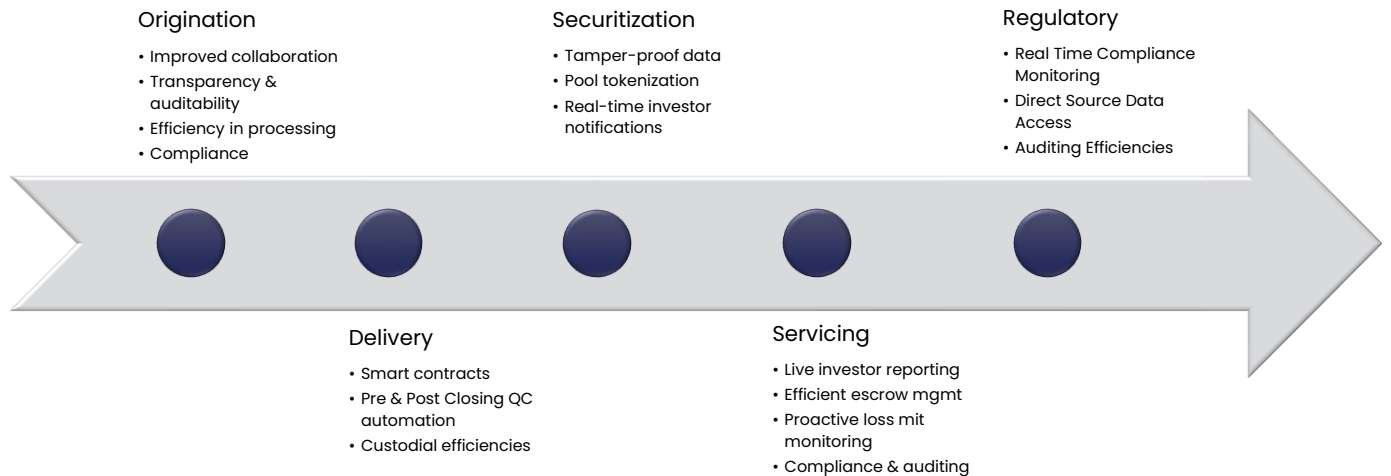 Origination
• Improved collaboration
• Transparency &
auditability
• Efficiency in processing
• Compliance
Delivery
• Smart contracts
• Pre & Post Closing QC
automation
• Custodial efficiencies
Securitization
• Tamper-proof data
• Pool tokenization
• Real-time investor
notifications
Servicing
• Live investor reporting
• Efficient escrow mgmt
• Proactive loss mit
monitoring
• Compliance & auditing
Regulatory
• Real Time Compliance
Monitoring
• Direct Source Data
Access
• Auditing Efficiencies